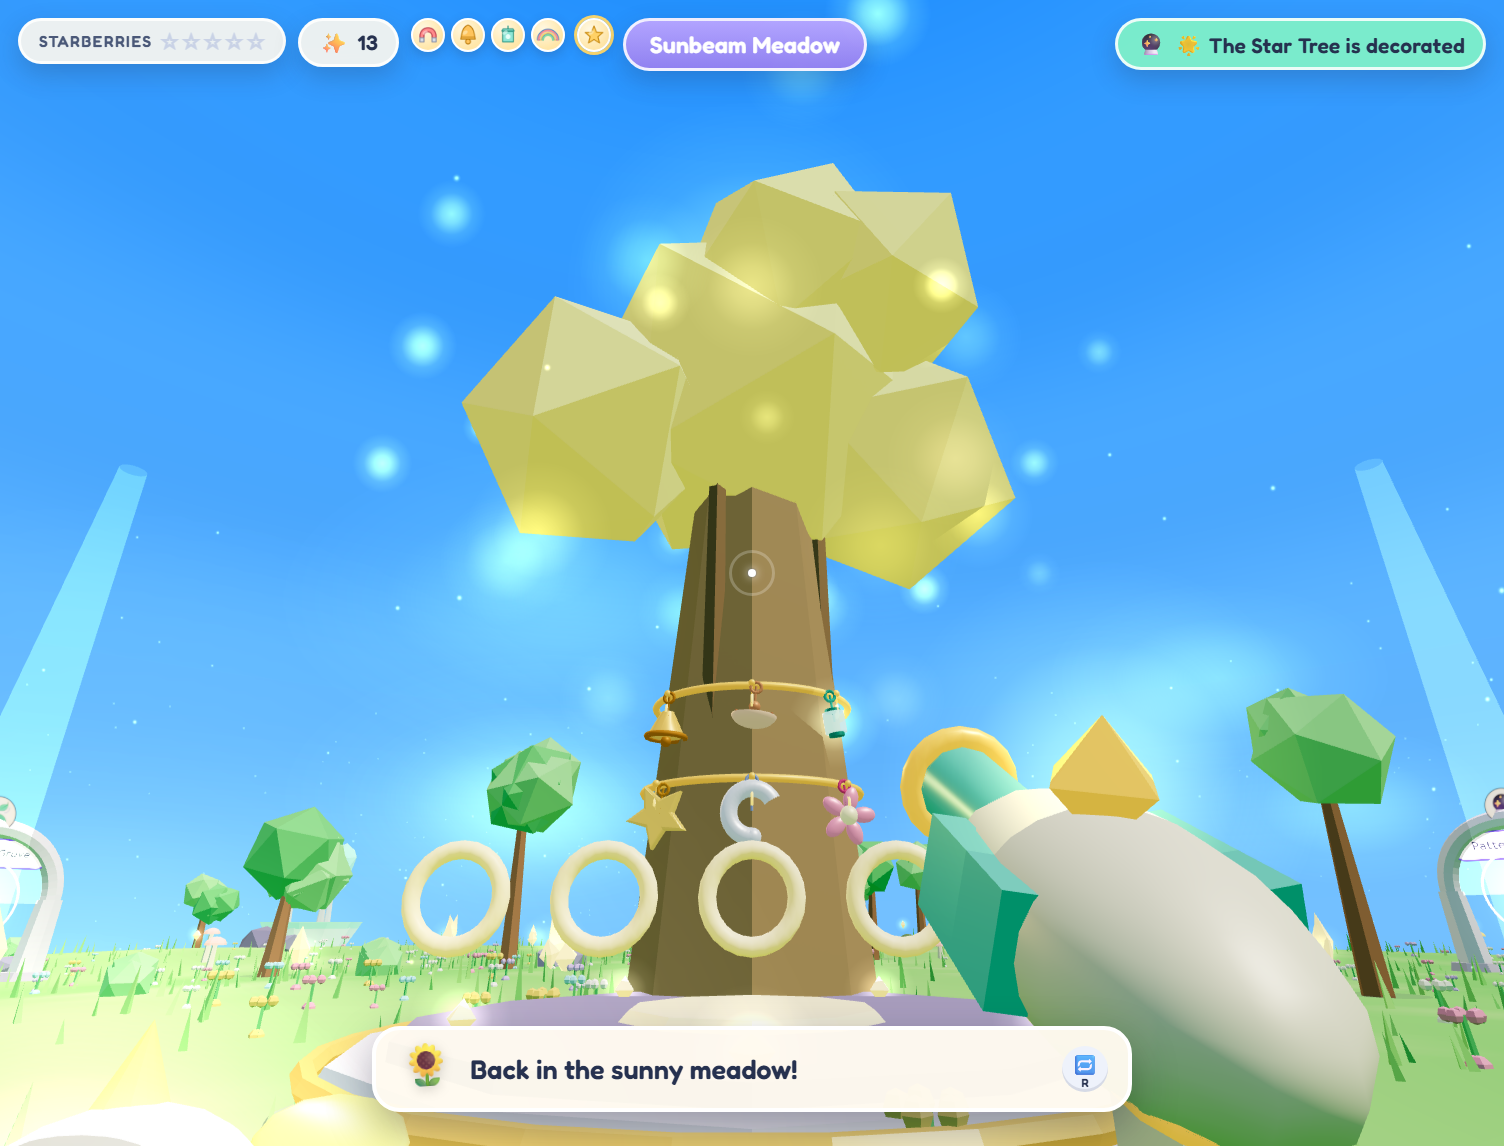 STARBERRIES
13
Sunbeam Meadow
The Star Tree is decorated
Back in the sunny meadow!
R